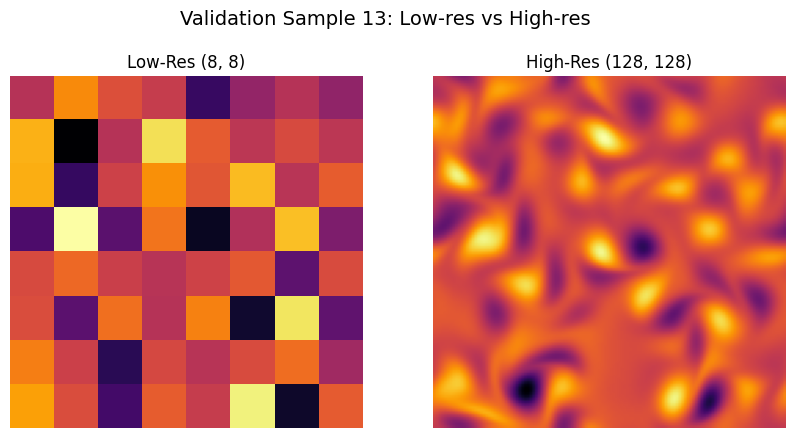 Validation Sample 13: Low-res vs High-res
Low-Res (8, 8)
High-Res (128, 128)